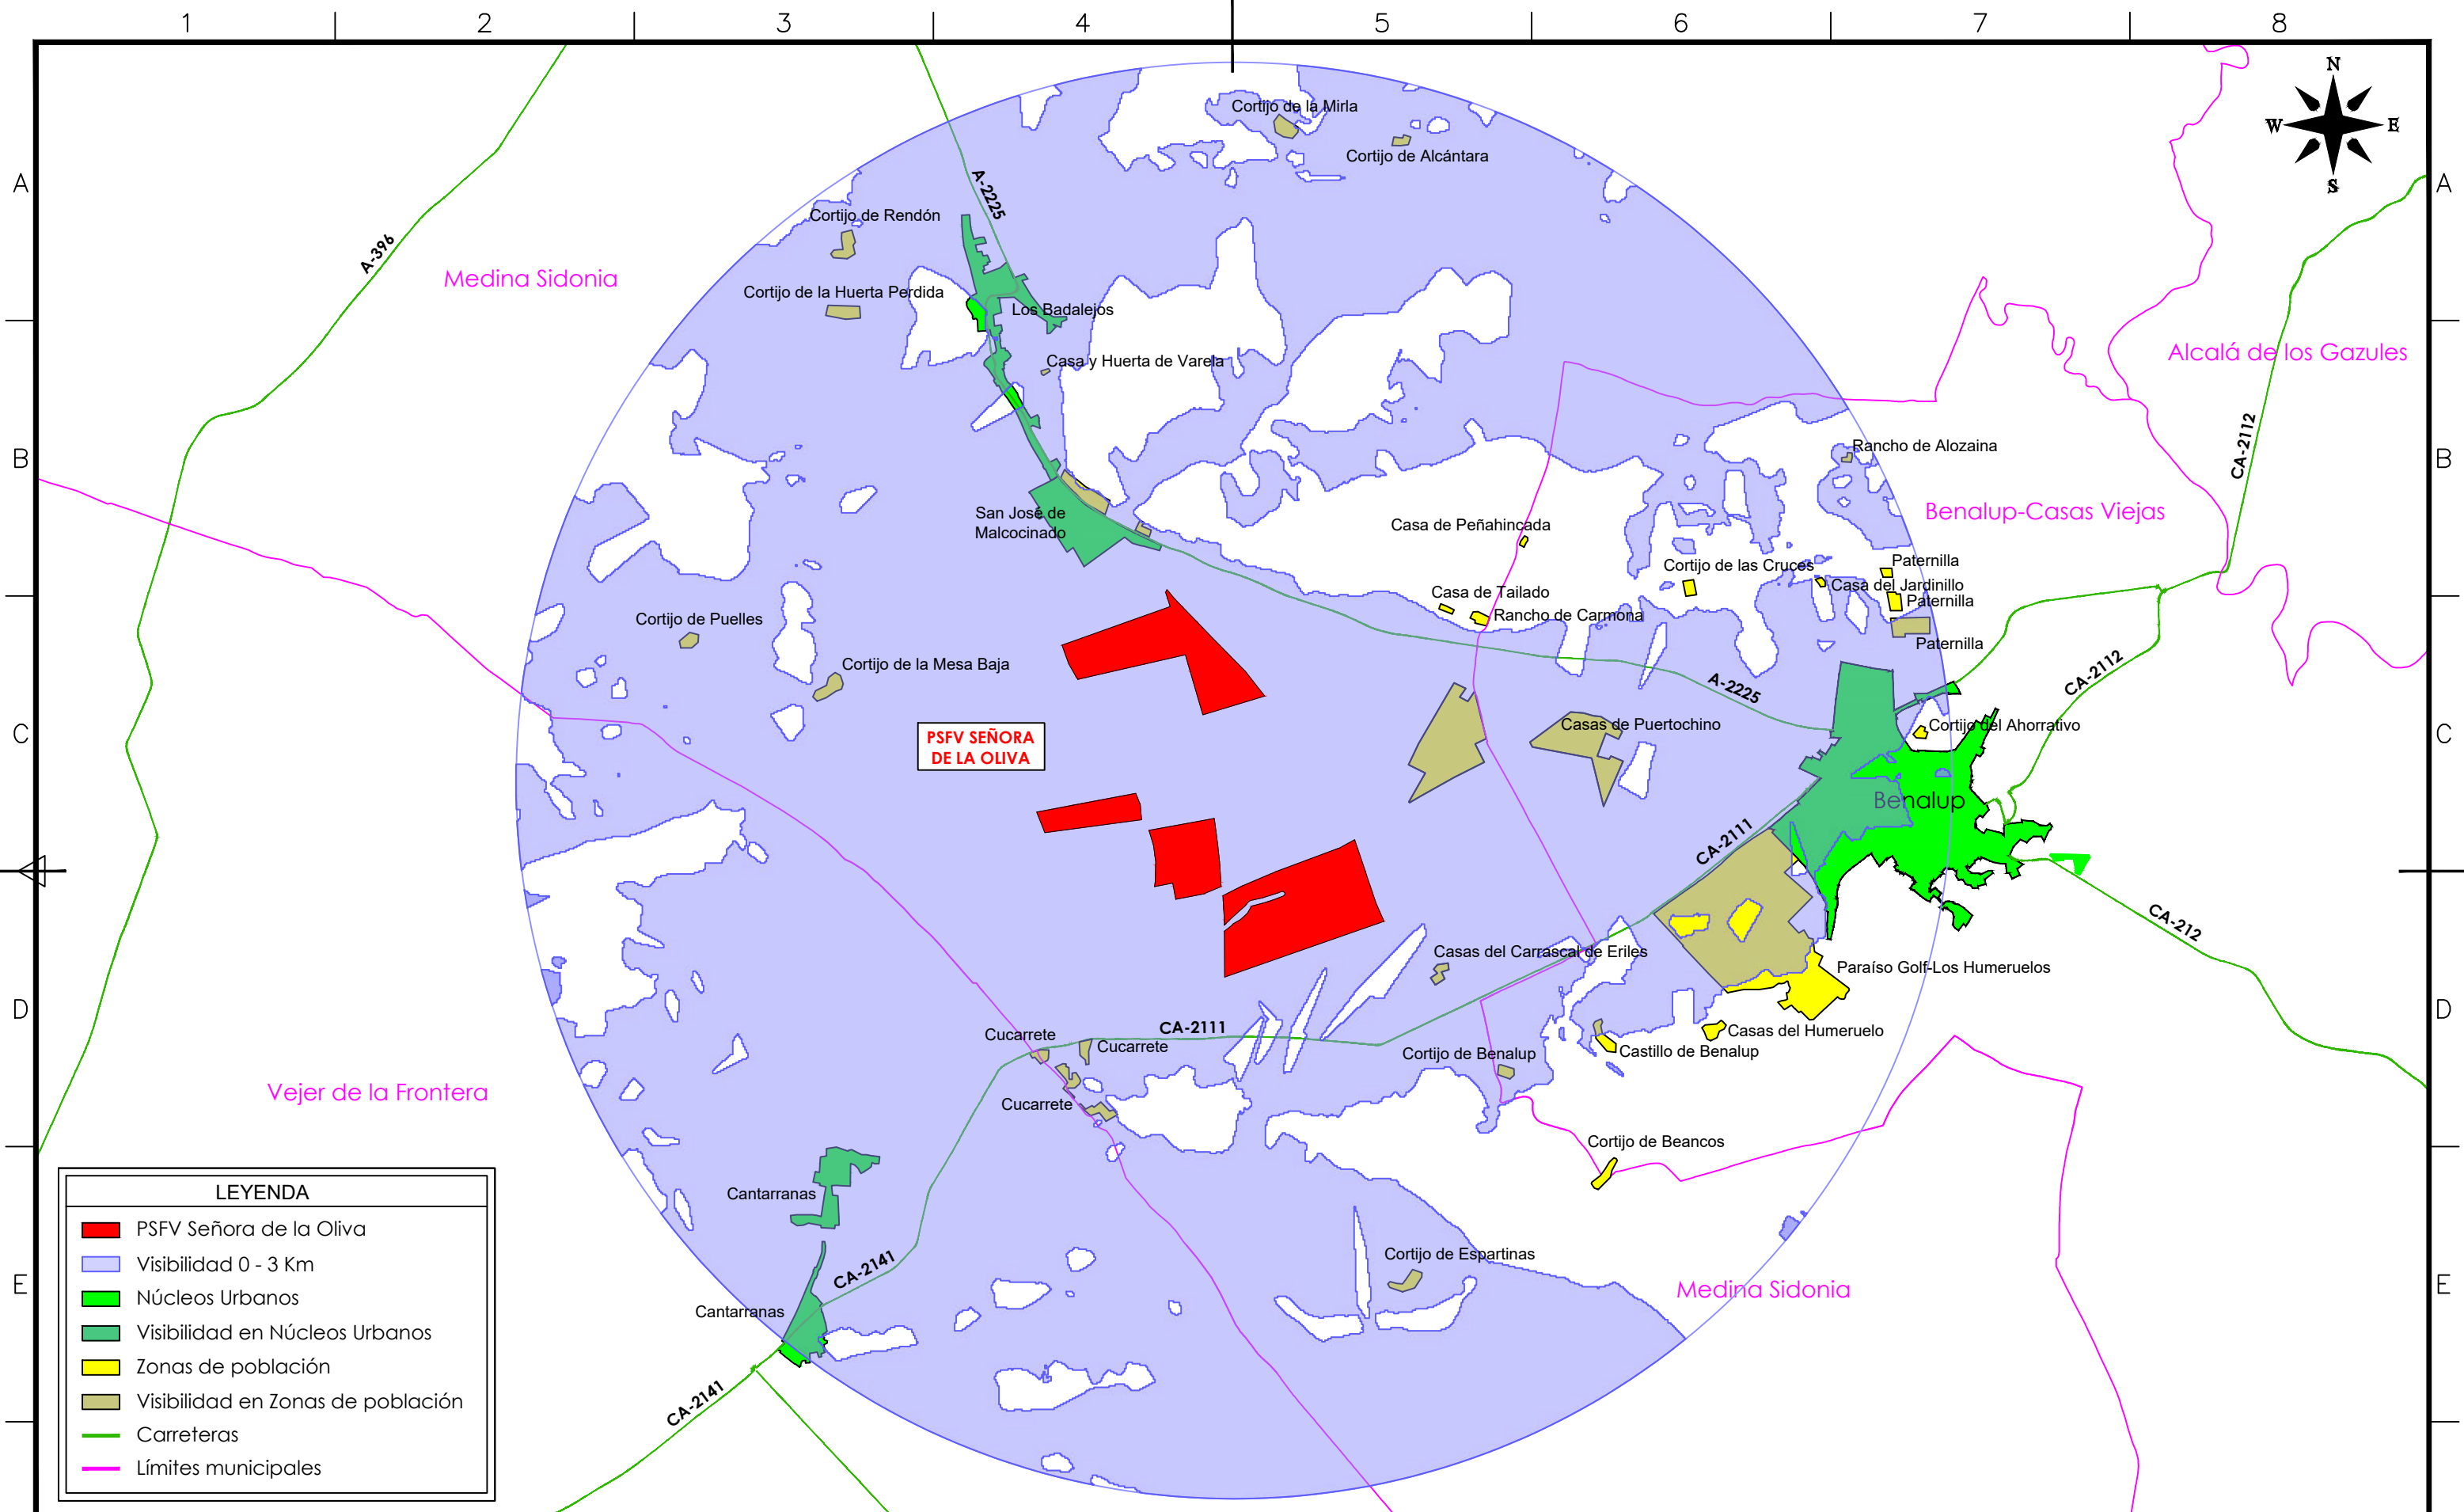 1 2 3 4 5 6 7 8
N
Cortijo de la Mirla
W E
Cortijo de Alcántara
A A
S
A-2225
Cortijo de Rendón
A-396
Medina Sidonia
Cortijo de la Huerta Perdida
Los Badalejos
Alcalá de los Gazules
Casa y Huerta de Varela
CA-2112
Rancho de Alozaina
B B
San José de
Malcocinado
Benalup-Casas Viejas
Casa de Peñahincada
Paternilla
Cortijo de las Cruces
Casa del Jardinillo
Casa de Tailado
Paternilla
Rancho de Carmona
Cortijo de Puelles
Paternilla
Cortijo de la Mesa Baja
CA-2112
A-2225
Casas de Puertochino
Cortijo del Ahorrativo
C C
PSFV SEÑORA
DE LA OLIVA
Benalup
CA-2111
CA-212
Casas del Carrascal de Eriles
Paraíso Golf-Los Humeruelos
D D
CA-2111
Casas del Humeruelo
Cucarrete
Cucarrete
Castillo de Benalup
Cortijo de Benalup
Vejer de la Frontera
Cucarrete
Cortijo de Beancos
Cantarranas
CA-2141
Cortijo de Espartinas
E E
Medina Sidonia
Cantarranas
CA-2141
LEYENDA
PSFV Señora de la Oliva
Visibilidad 0 - 3 Km
Núcleos Urbanos
Visibilidad en Núcleos Urbanos
Zonas de población
Visibilidad en Zonas de población
Carreteras
Límites municipales